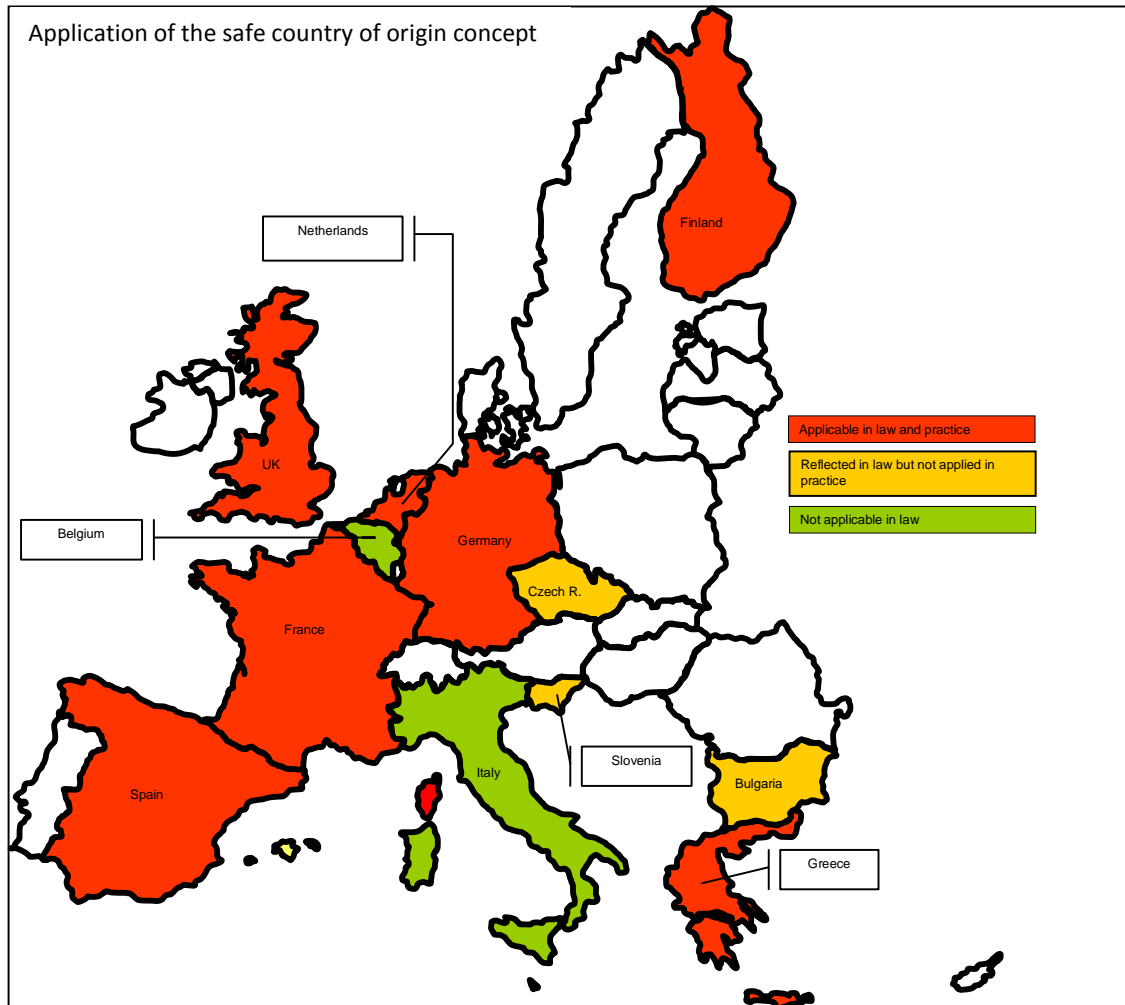 Application of the safe country of origin concept
Finland
Netherlands
Applicable in law and practice
UK
Reflected in law but not applied in
practice
Not applicable in law
Belgium
Germany
Czech R.
France
Slovenia
Italy
Bulgaria
Spain
Greece